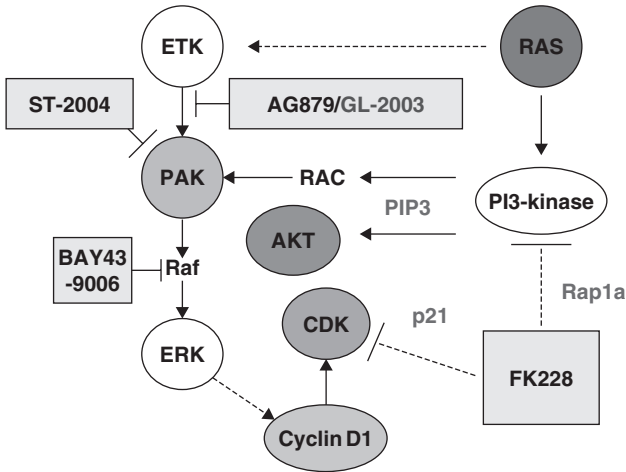 ETK
RAS
ST-2004
AG879/GL-2003
PAK
RAC
PI3-kinase
PIP3
AKT
BAY43
-9006
Raf
Rap1a
CDK
p21
ERK
FK228
Cyclin D1